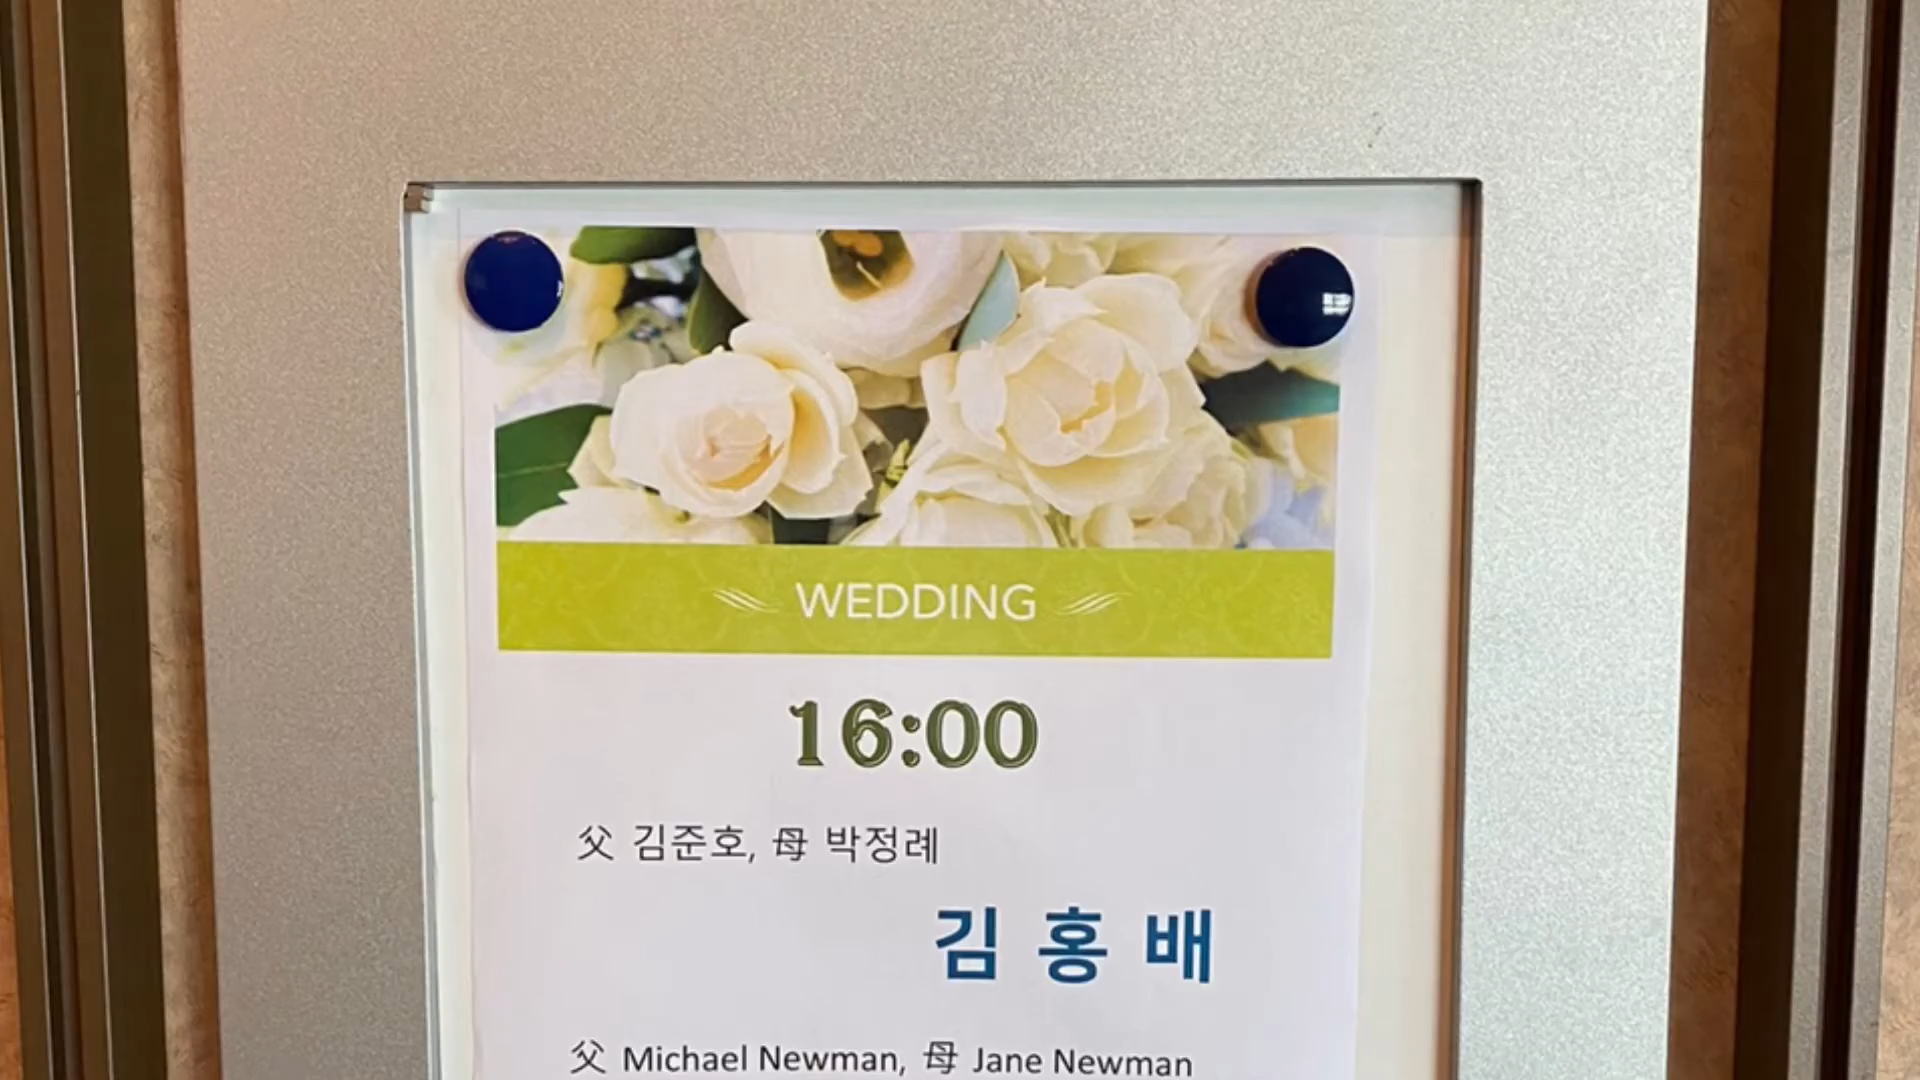 WEDDING
16:00
父 김준호, 母 박정례
김 홍 배
父 Michael Newman, 母 Jane Newman